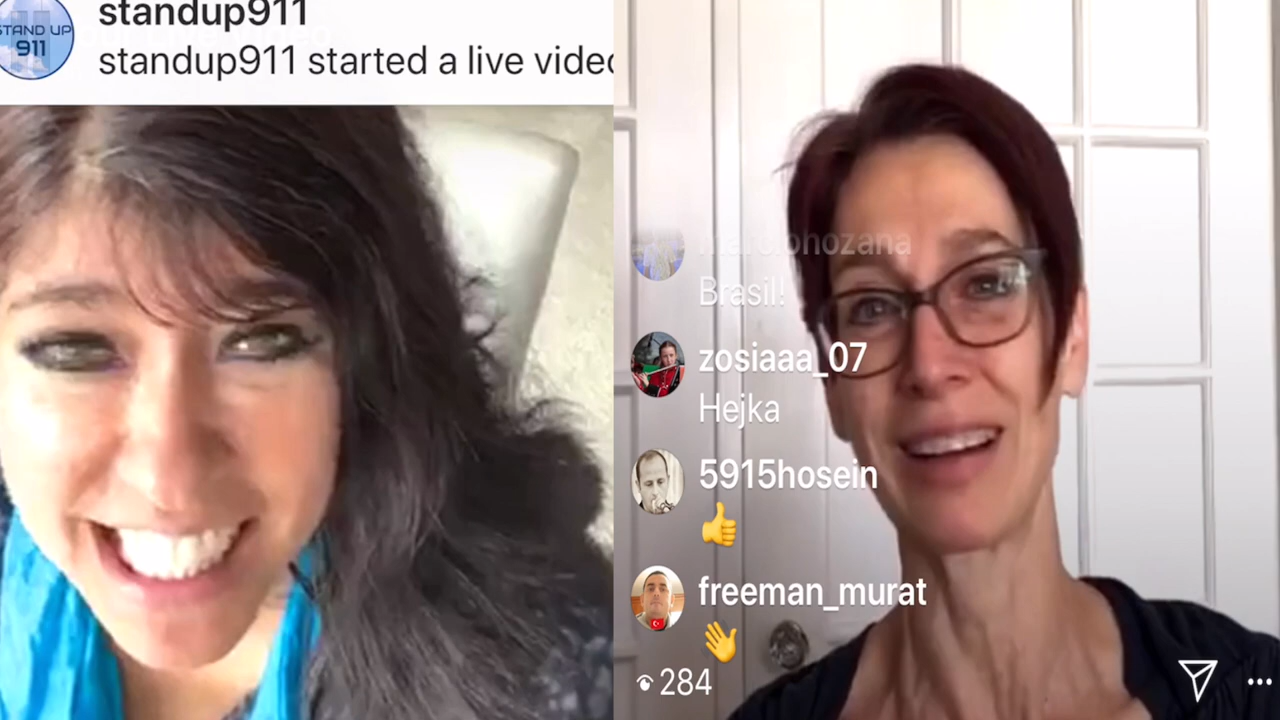 standup911
STAND UP
911
standup911 started a live video
Brasil!
zosiaaa_07
Hejka
5915hosein
freeman_murat
284